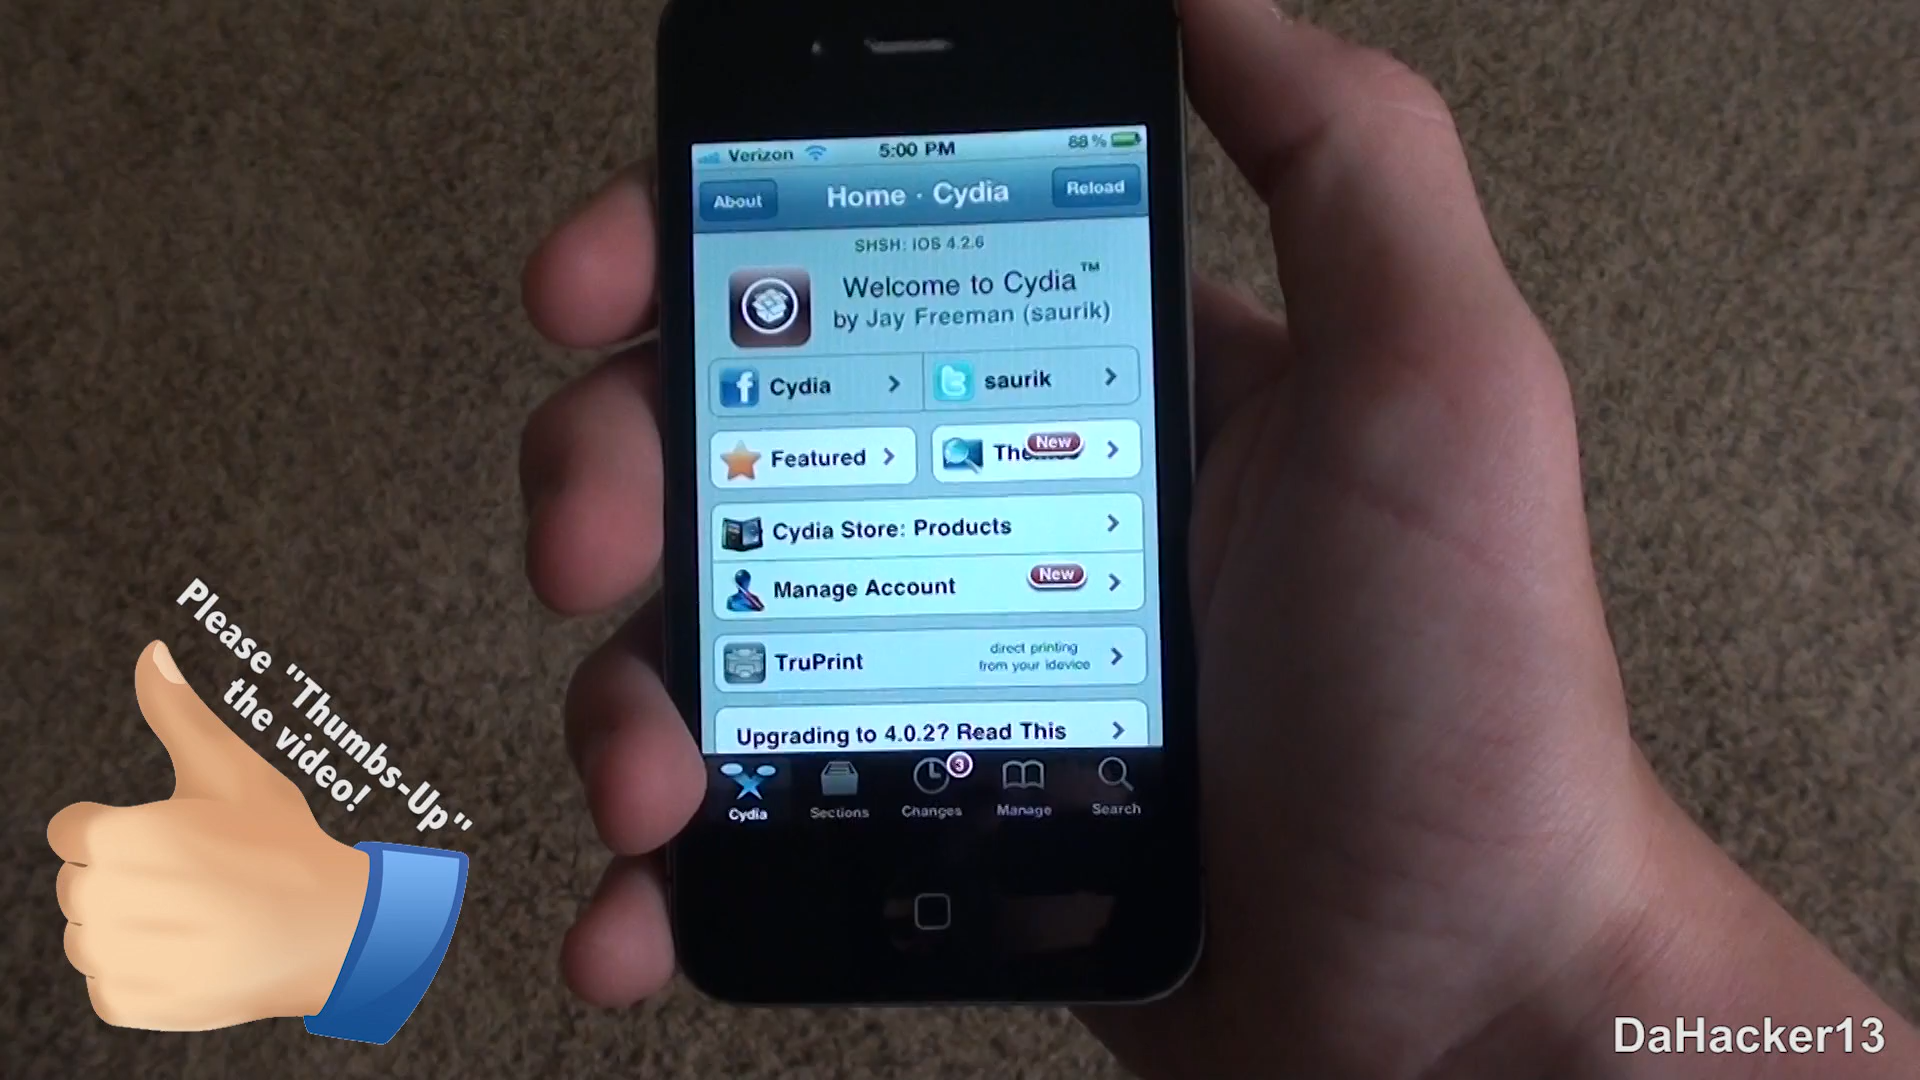 Verizon 5:00 PM 88%
About Home · Cydia Reload
SHSH: iOS 4.2.6
Welcome to Cydia™
by Jay Freeman (saurik)
Cydia saurik
Featured New
Cydia Store: Products
Manage Account New
TruPrint direct printing
from your idevice
Upgrading to 4.0.2? Read This
3
Cydia Sections Changes Manage Search
Please "Thumbs-Up"
the video!
DaHacker13